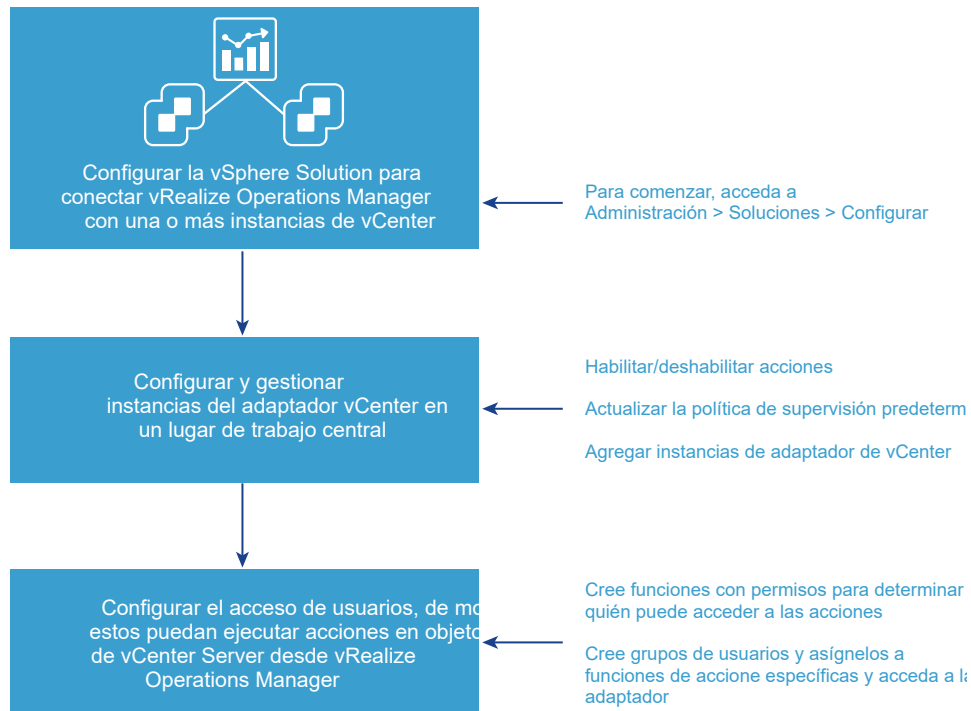 Configurar la vSphere Solution para
conectar vRealize Operations Manager
con una o más instancias de vCenter
Para comenzar, acceda a
Administración > Soluciones > Configurar
Configurar y gestionar
instancias del adaptador vCenter en
un lugar de trabajo central
Habilitar/deshabilitar acciones
Actualizar la política de supervisión predeterm
Agregar instancias de adaptador de vCenter
Configurar el acceso de usuarios, de mo
estos puedan ejecutar acciones en objeto
de vCenter Server desde vRealize
Operations Manager
Cree funciones con permisos para determinar
quién puede acceder a las acciones
Cree grupos de usuarios y asígnelos a
funciones de accione específicas y acceda a la
adaptador